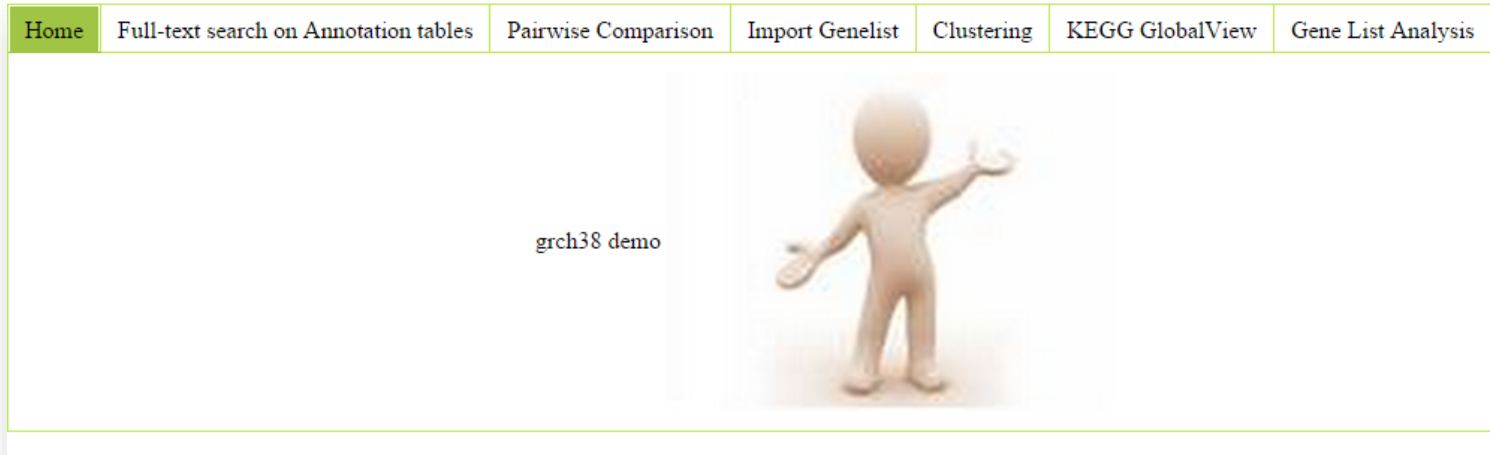 Home Full-text search on Annotation tables Pairwise Comparison Import Genelist Clustering KEGG GlobalView Gene List Analysis
grch38 demo